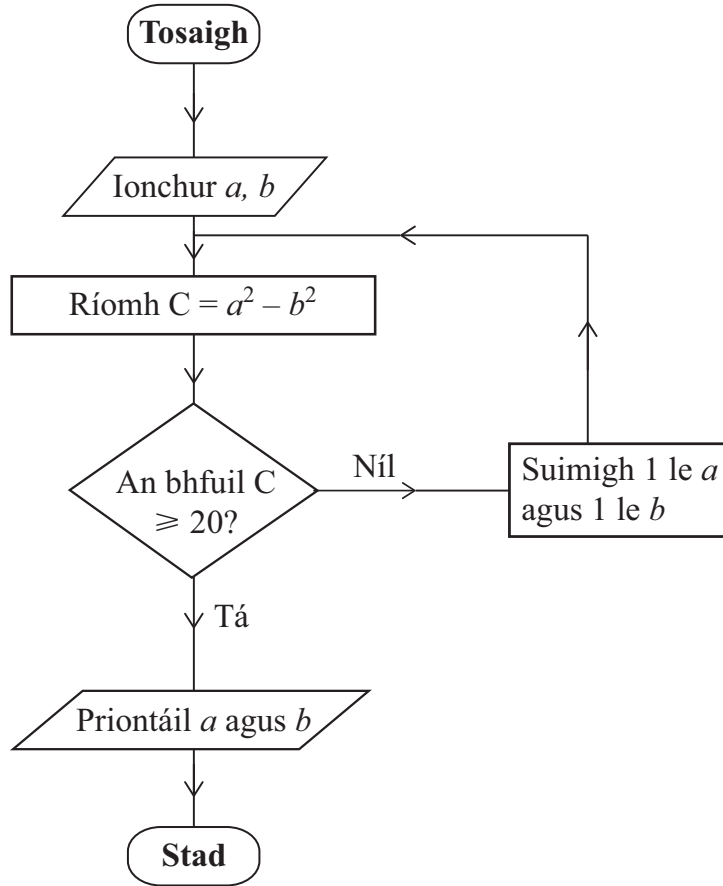 Tosaigh
Ionchur a, b
Ríomh C = a² – b²
An bhfuil C
⩾ 20?
Níl
Suimigh 1 le a
agus 1 le b
Tá
Priontáil a agus b
Stad